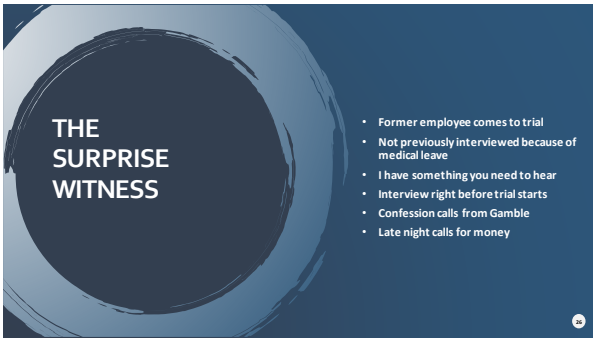 THE
SURPRISE
WITNESS
• Former employee comes to trial
• Not previously interviewed because of
medical leave
• I have something you need to hear
• Interview right before trial starts
• Confession calls from Gamble
• Late night calls for money
26